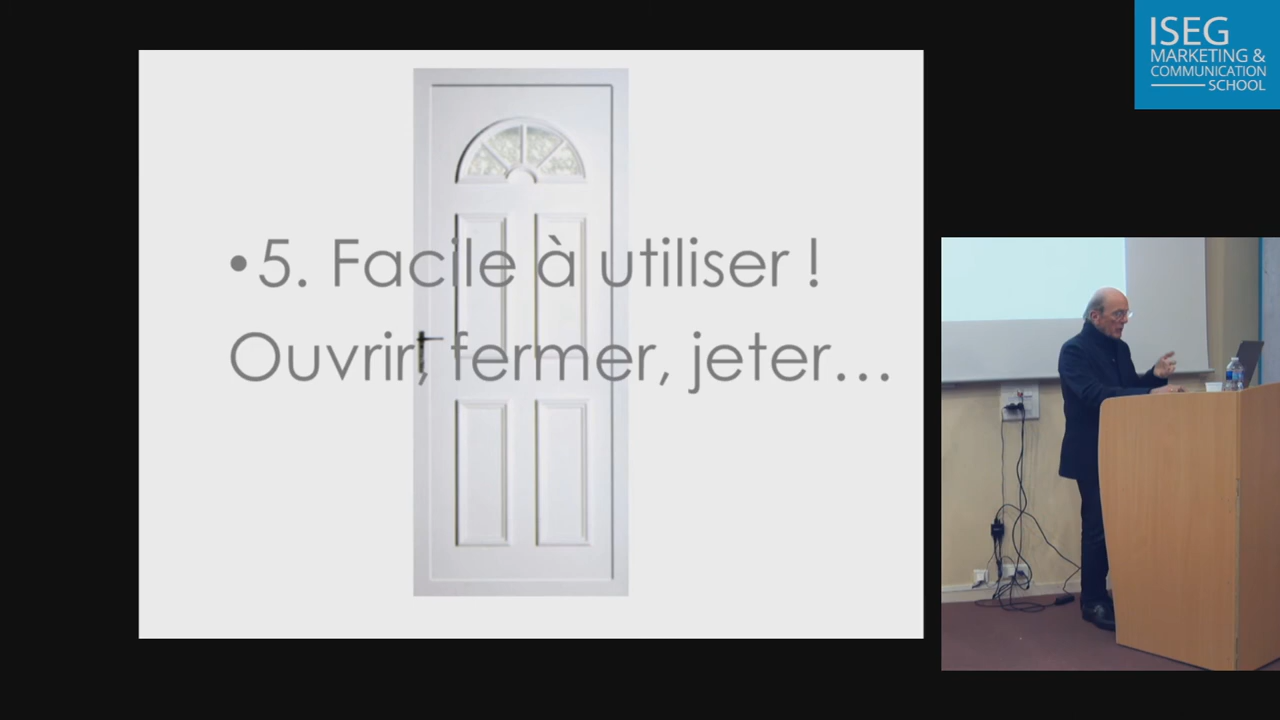 ISEG
MARKETING &
COMMUNICATION
SCHOOL
•5. Facile à utiliser !
Ouvrir, fermer, jeter…